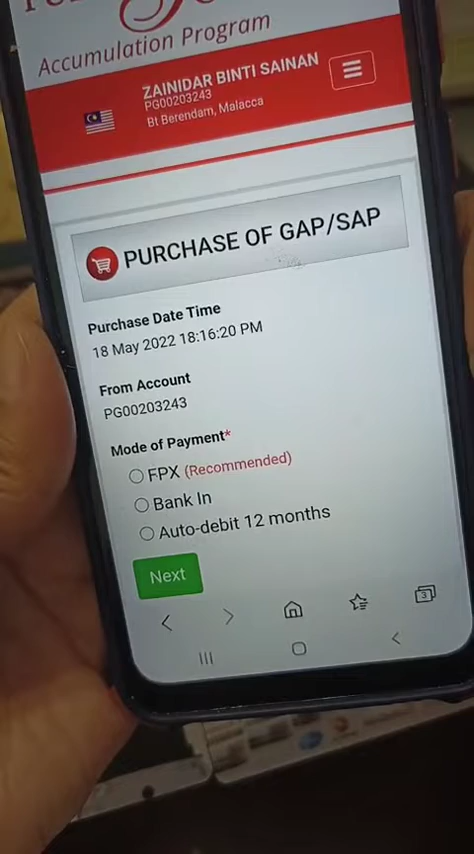 Accumulation Program
ZAINIDAR BINTI SAINAN
PG00203243
Bt Berendam, Malacca
PURCHASE OF GAP/SAP
Purchase Date Time
18 May 2022 18:16:20 PM
From Account
PG00203243
Mode of Payment*
FPX (Recommended)
Bank In
Auto-debit 12 months
Next
3